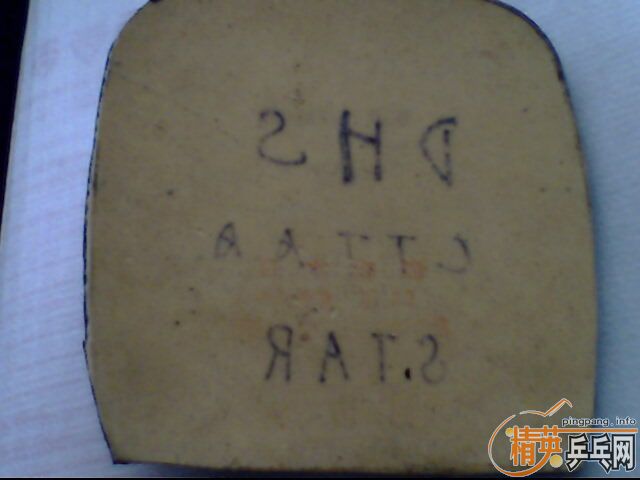 DHS
CTTAA
S.TAR
pingpang.info
精英乒乓网